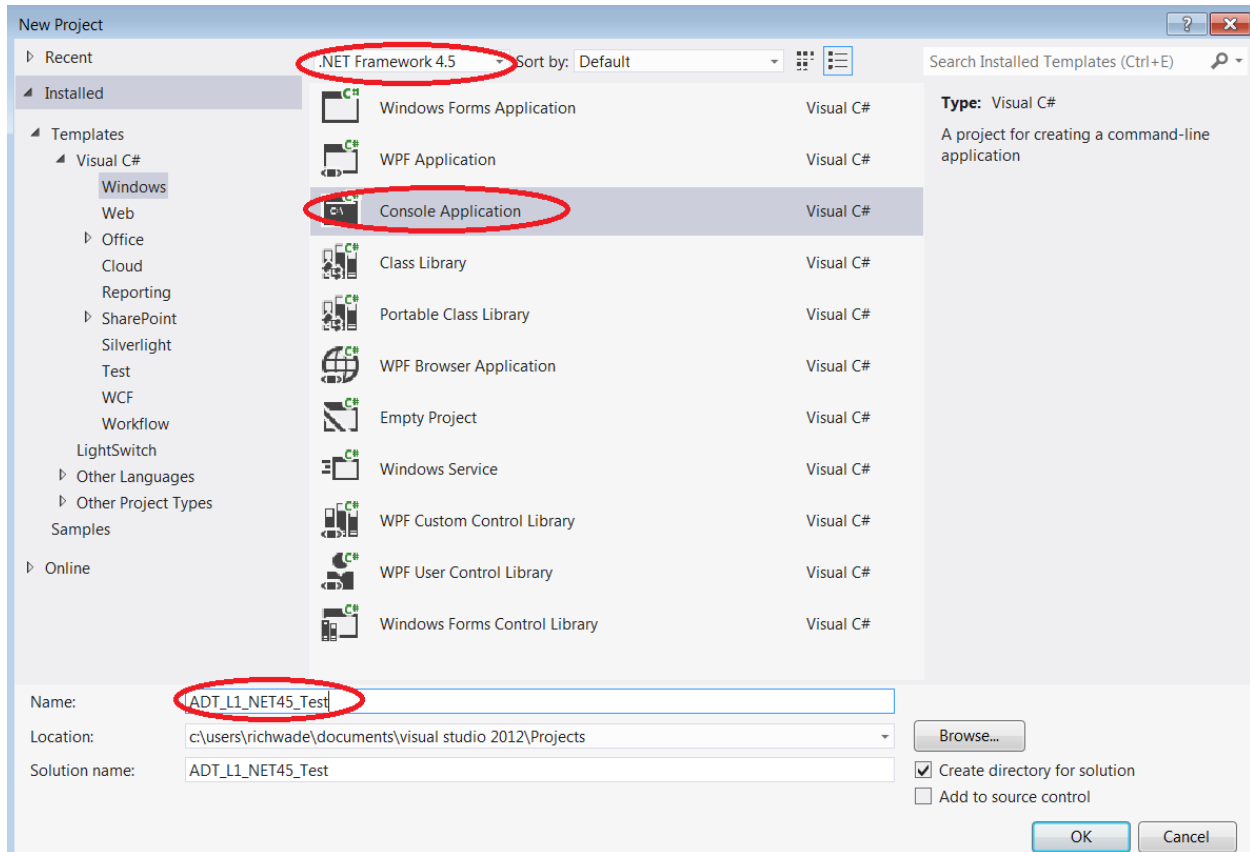 New Project
?
Recent
.NET Framework 4.5
Sort by: Default
Search Installed Templates (Ctrl+E)
Installed
Templates
Visual C#
Windows
Web
Office
Cloud
Reporting
SharePoint
Silverlight
Test
WCF
Workflow
LightSwitch
Other Languages
Other Project Types
Samples
Online
C# Windows Forms Application Visual C#
C# WPF Application Visual C#
C# C:\ Console Application Visual C#
C# Class Library Visual C#
C# Portable Class Library Visual C#
C# WPF Browser Application Visual C#
C# Empty Project Visual C#
C# Windows Service Visual C#
C# WPF Custom Control Library Visual C#
C# WPF User Control Library Visual C#
C# Windows Forms Control Library Visual C#
Type: Visual C#
A project for creating a command-line
application
Name: ADT_L1_NET45_Test
Location: c:\users\richwade\documents\visual studio 2012\Projects
Browse...
Solution name: ADT_L1_NET45_Test
Create directory for solution
Add to source control
OK
Cancel